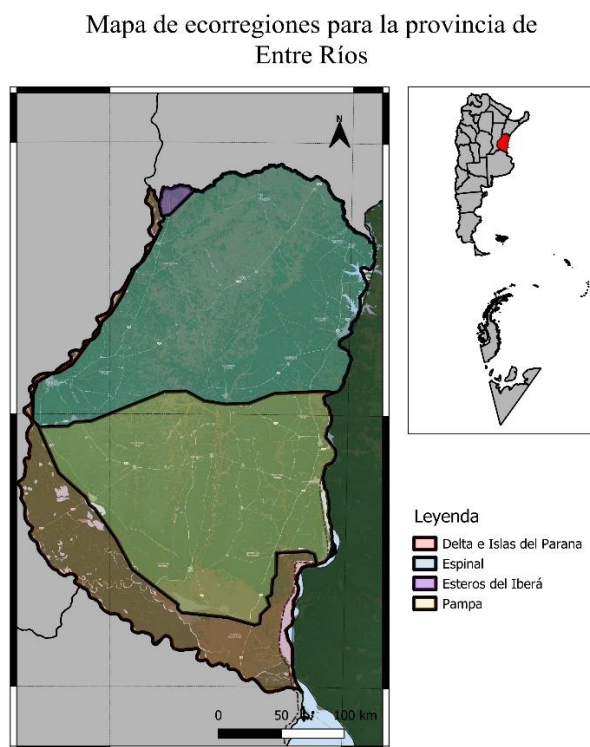 Mapa de ecorregiones para la provincia de
Entre Ríos
N
Leyenda
Delta e Islas del Parana
Espinal
Esteros del Iberá
Pampa
0 50 100 km